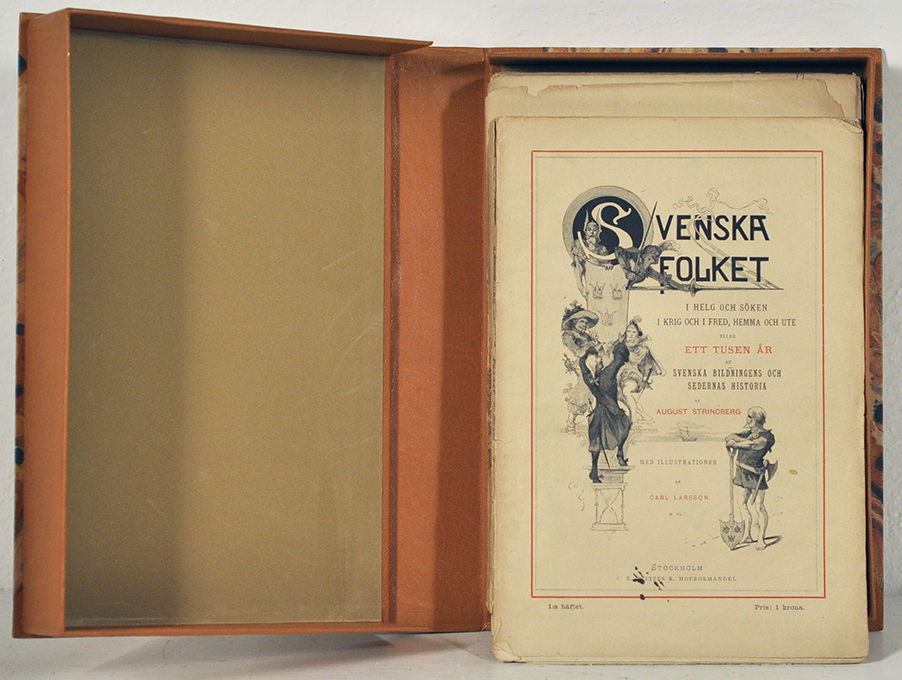 SVENSKA
FOLKET
I HELG OCH SÖKEN
I KRIG OCH I FRED, HEMMA OCH UTE
ELLER
ETT TUSEN ÅR
AF
SVENSKA BILDNINGENS OCH
SEDERNAS HISTORIA
AF
AUGUST STRINDBERG
MED ILLUSTRATIONER
AF
CARL LARSSON
M. FL.
STOCKHOLM
C. E. K. HOFBOKHANDEL
1:a häftet.
Pris: 1 krona.